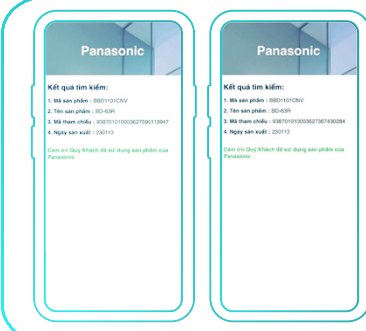 Panasonic
Kết quả tìm kiếm:
1. Mã sản phẩm : BBD1101CNV
2. Tên sản phẩm : BD-63R
3. Mã tham chiếu : 938701010003627590113947
4. Ngày sản xuất : 230113
Cảm ơn Quý Khách đã sử dụng sản phẩm của
Panasonic
Panasonic
Kết quả tìm kiếm:
1. Mã sản phẩm : BBD1101CNV
2. Tên sản phẩm : BD-63R
3. Mã tham chiếu : 938701010003627367430284
4. Ngày sản xuất : 230113
Cảm ơn Quý Khách đã sử dụng sản phẩm của
Panasonic